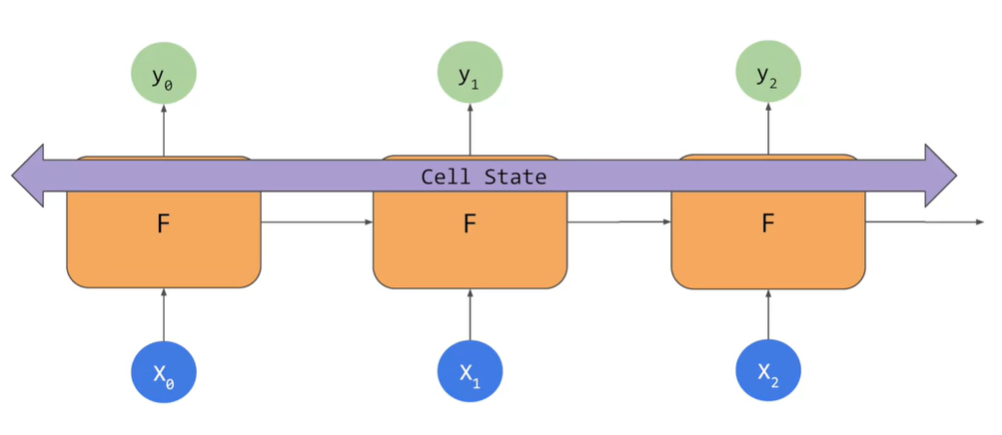 y₀ y₁ y₂
Cell State
F F F
X₀ X₁ X₂